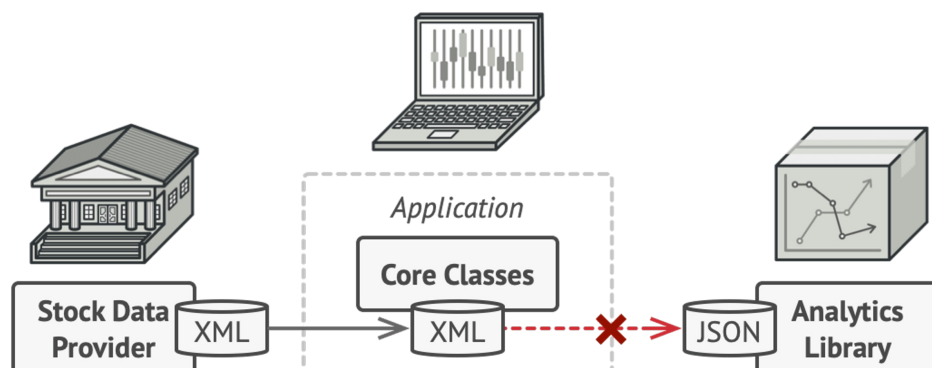 Application
Core Classes
Stock Data
Provider
XML
XML
JSON
Analytics
Library